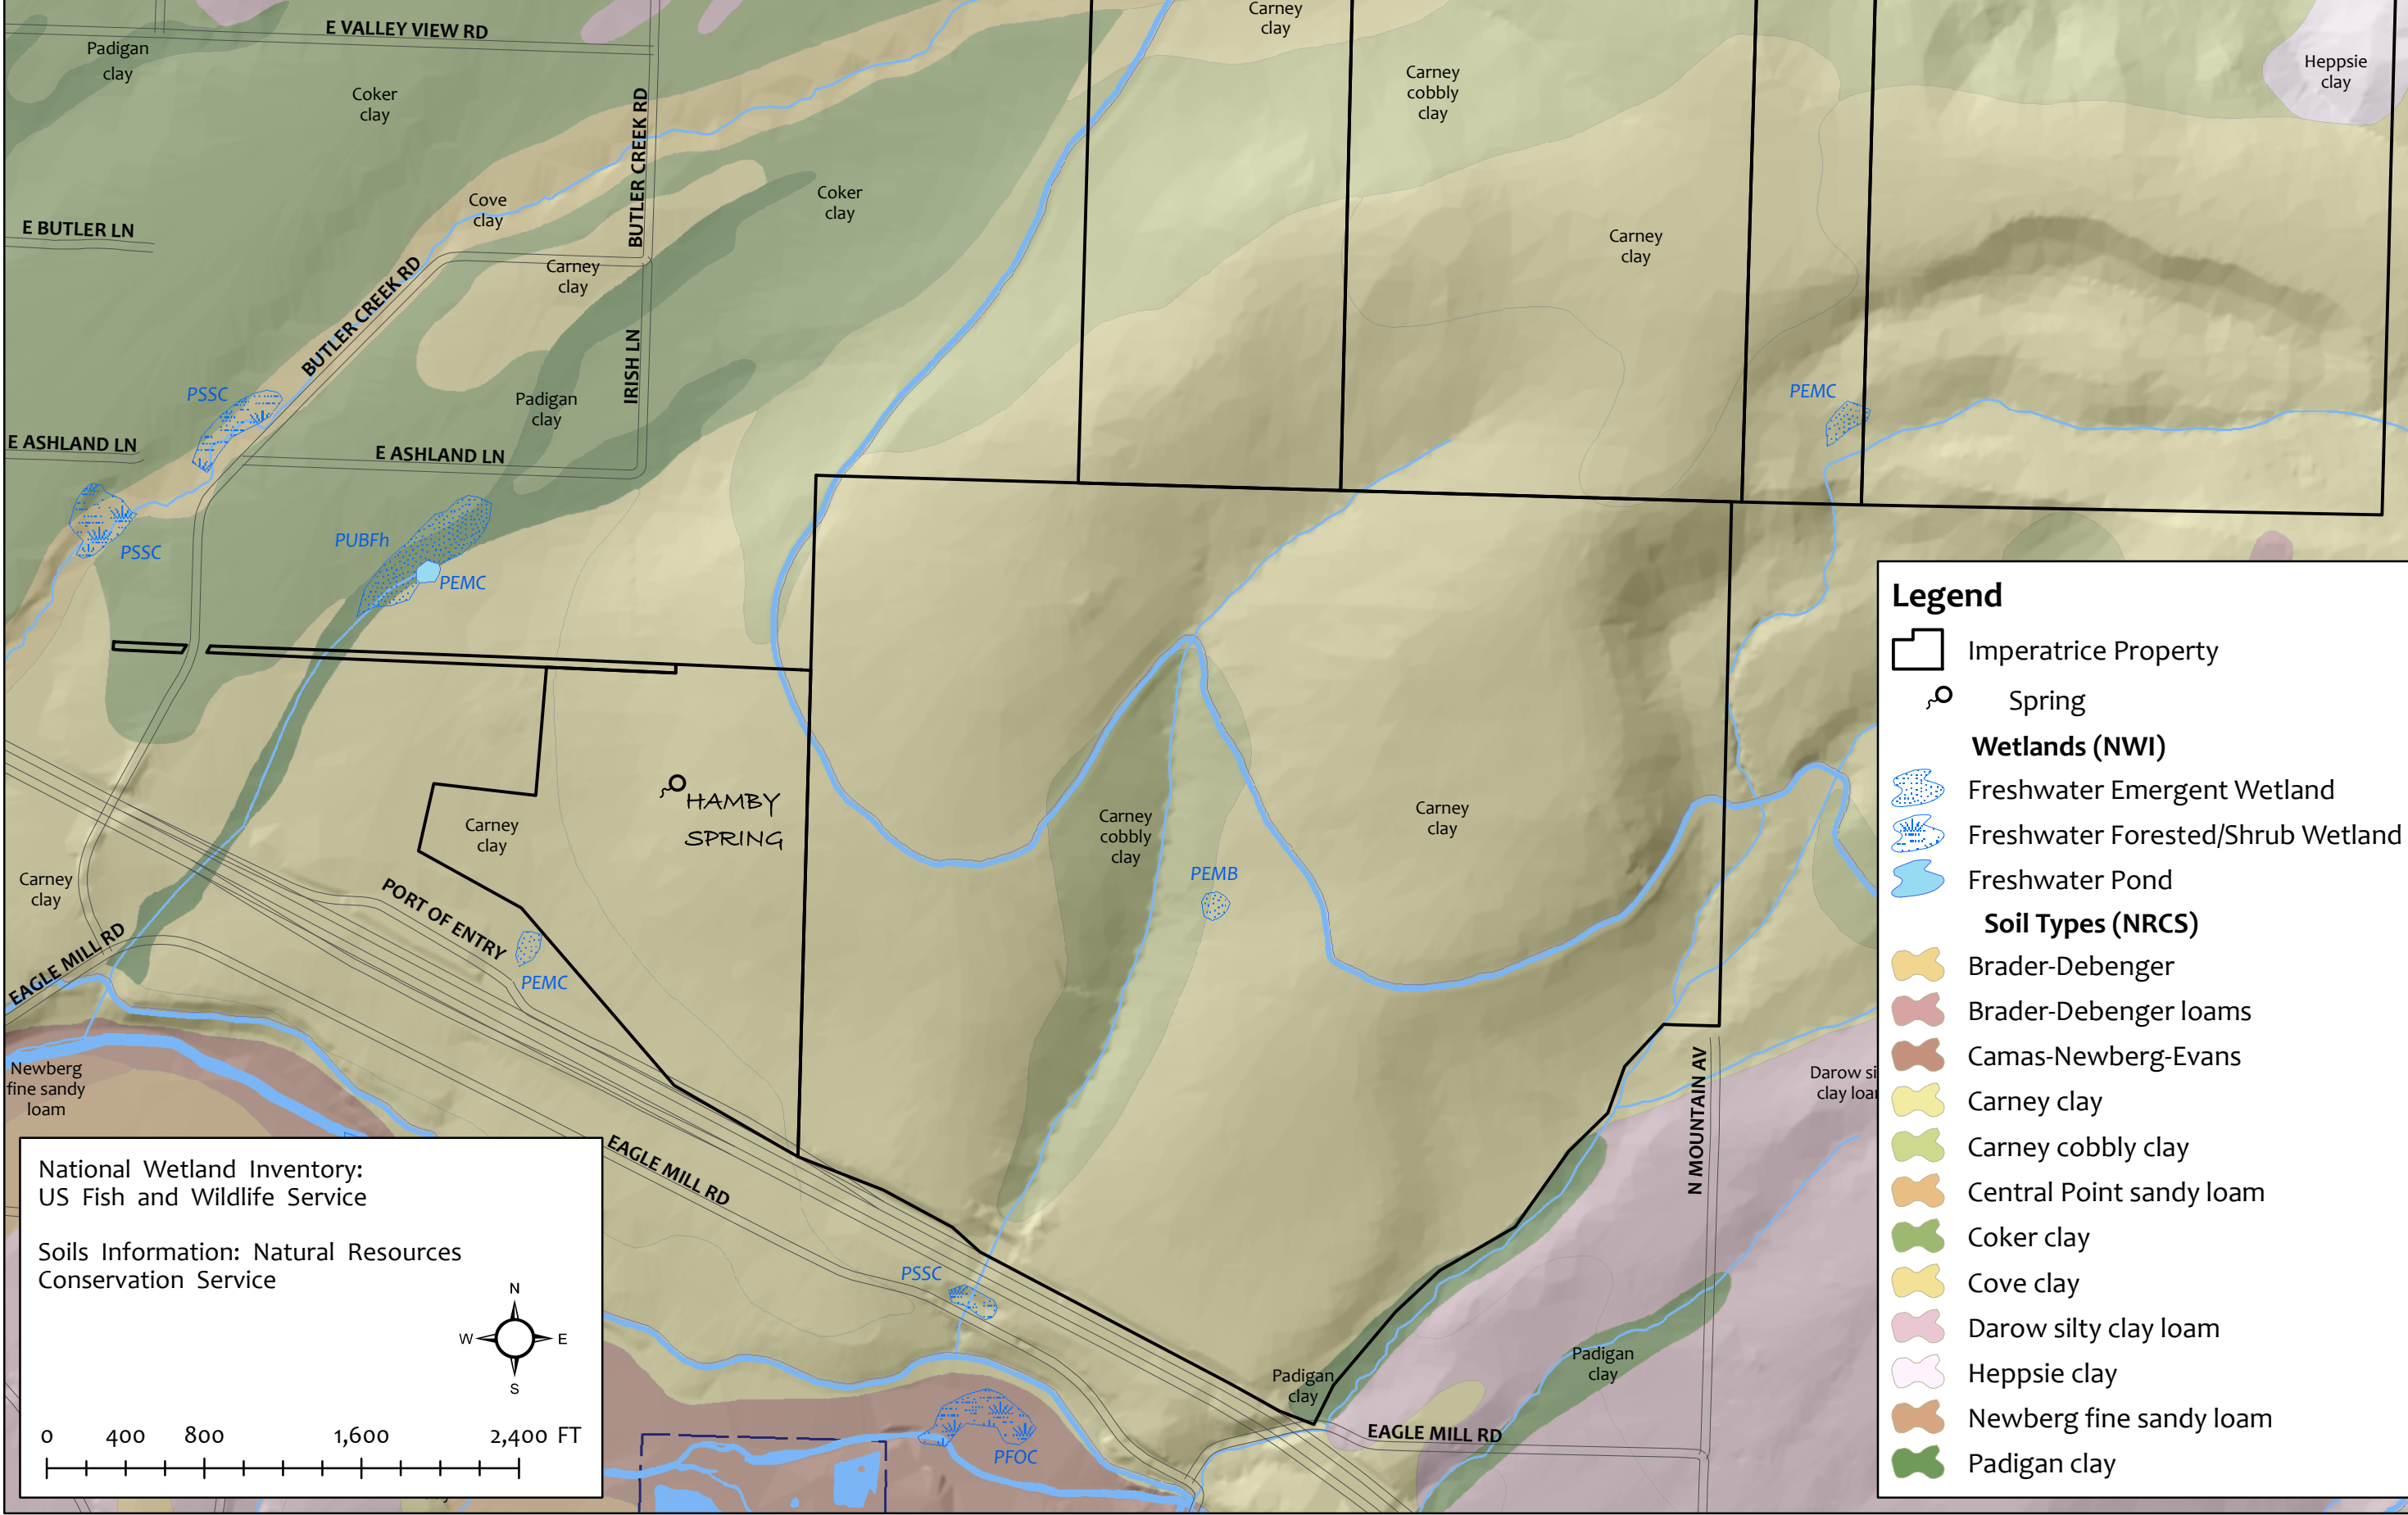 E VALLEY VIEW RD
Padigan
clay
Coker
clay
Carney
clay
Carney
cobbly
clay
Heppsie
clay
BUTLER CREEK RD
Cove
clay
Coker
clay
E BUTLER LN
Carney
clay
Carney
clay
BUTLER CREEK RD
IRISH LN
PSSC
Padigan
clay
PEMC
E ASHLAND LN
E ASHLAND LN
PSSC
PUBFh
PEMC
HAMBY
SPRING
Carney
clay
Carney
cobbly
clay
Carney
clay
PEMB
Carney
clay
PORT OF ENTRY
EAGLE MILL RD
PEMC
Newberg
fine sandy
loam
N MOUNTAIN AV
Darow si
clay loa
EAGLE MILL RD
PSSC
Padigan
clay
Padigan
clay
EAGLE MILL RD
PFOC
National Wetland Inventory:
US Fish and Wildlife Service
Soils Information: Natural Resources
Conservation Service
N
W E
S
0 400 800 1,600 2,400 FT
Legend
Imperatrice Property
Spring
Wetlands (NWI)
Freshwater Emergent Wetland
Freshwater Forested/Shrub Wetland
Freshwater Pond
Soil Types (NRCS)
Brader-Debenger
Brader-Debenger loams
Camas-Newberg-Evans
Carney clay
Carney cobbly clay
Central Point sandy loam
Coker clay
Cove clay
Darow silty clay loam
Heppsie clay
Newberg fine sandy loam
Padigan clay